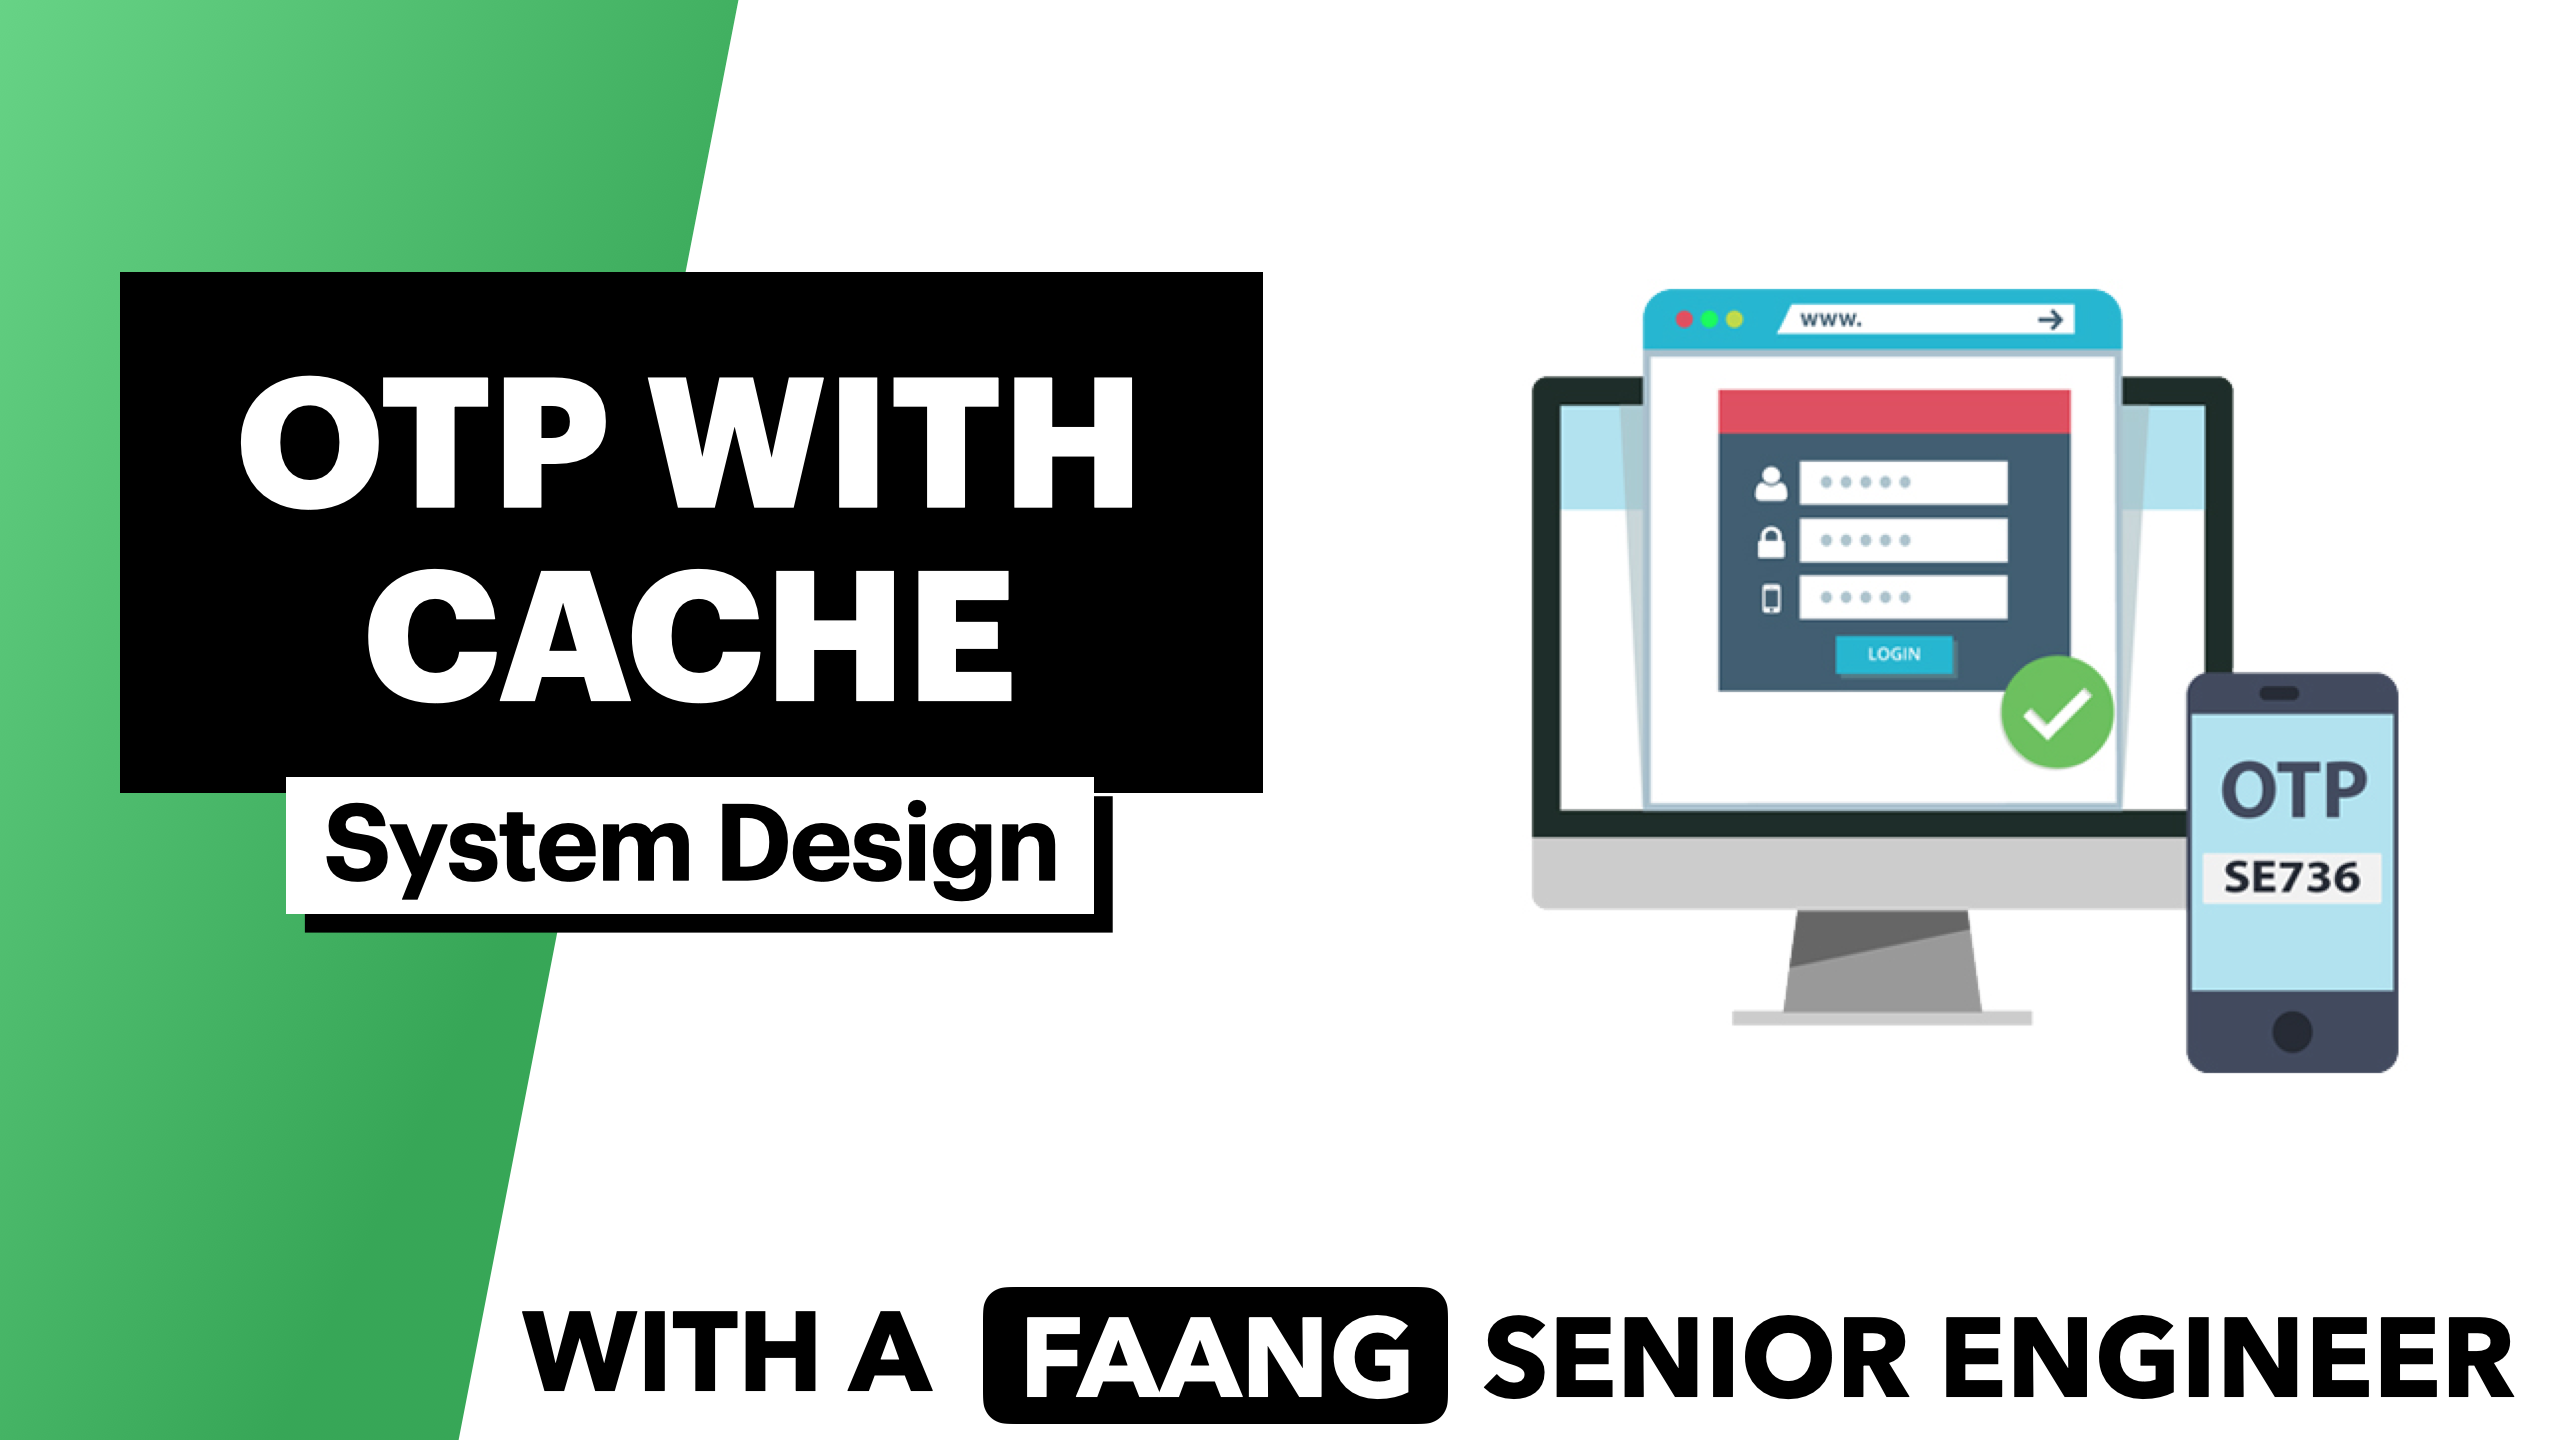 OTP WITH
CACHE
System Design
www.
LOGIN
OTP
SE736
WITH A FAANG SENIOR ENGINEER